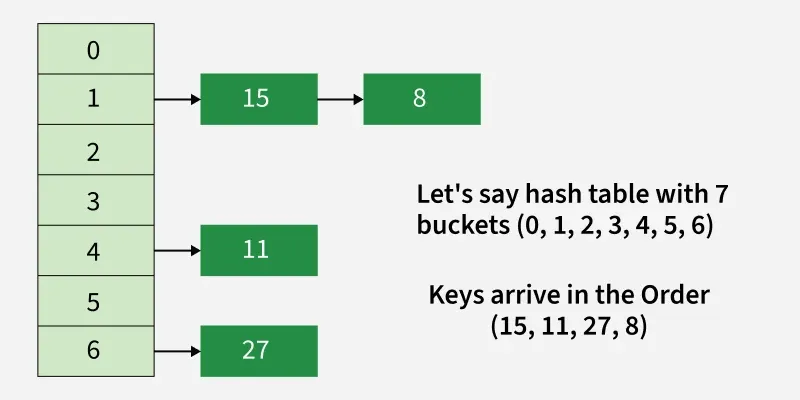 0
1
15
8
2
3
Let's say hash table with 7
buckets (0, 1, 2, 3, 4, 5, 6)
4
11
5
Keys arrive in the Order
(15, 11, 27, 8)
6
27